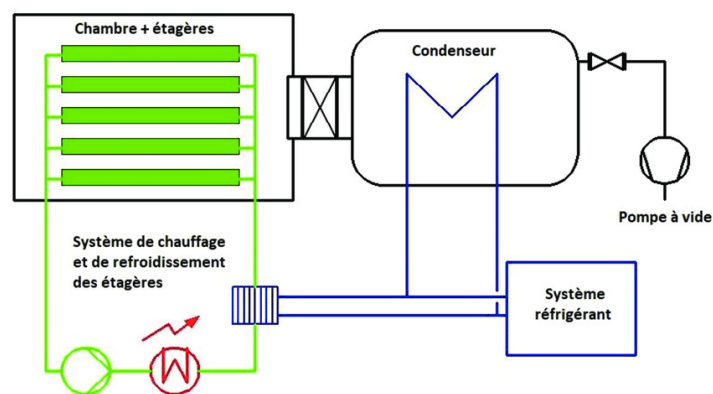 Chambre + étagères
Condenseur
Pompe à vide
Système de chauffage
et de refroidissement
des étagères
Système
réfrigérant